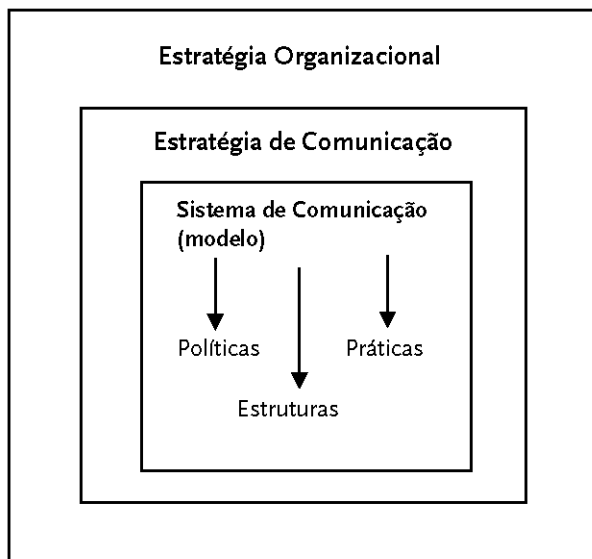 Estratégia Organizacional
Estratégia de Comunicação
Sistema de Comunicação
(modelo)
Políticas
Práticas
Estruturas